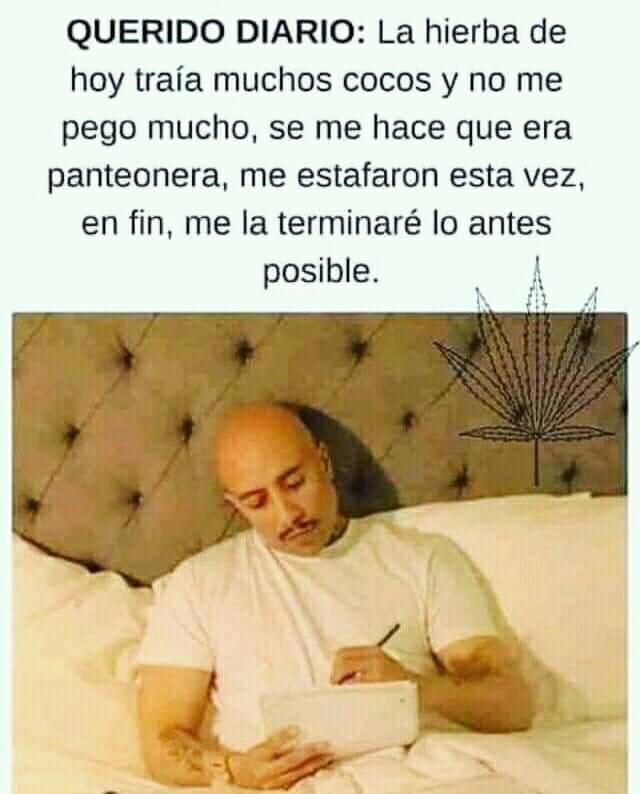 QUERIDO DIARIO: La hierba de
hoy traía muchos cocos y no me
pego mucho, se me hace que era
panteonera, me estafaron esta vez,
en fin, me la terminaré lo antes
posible.